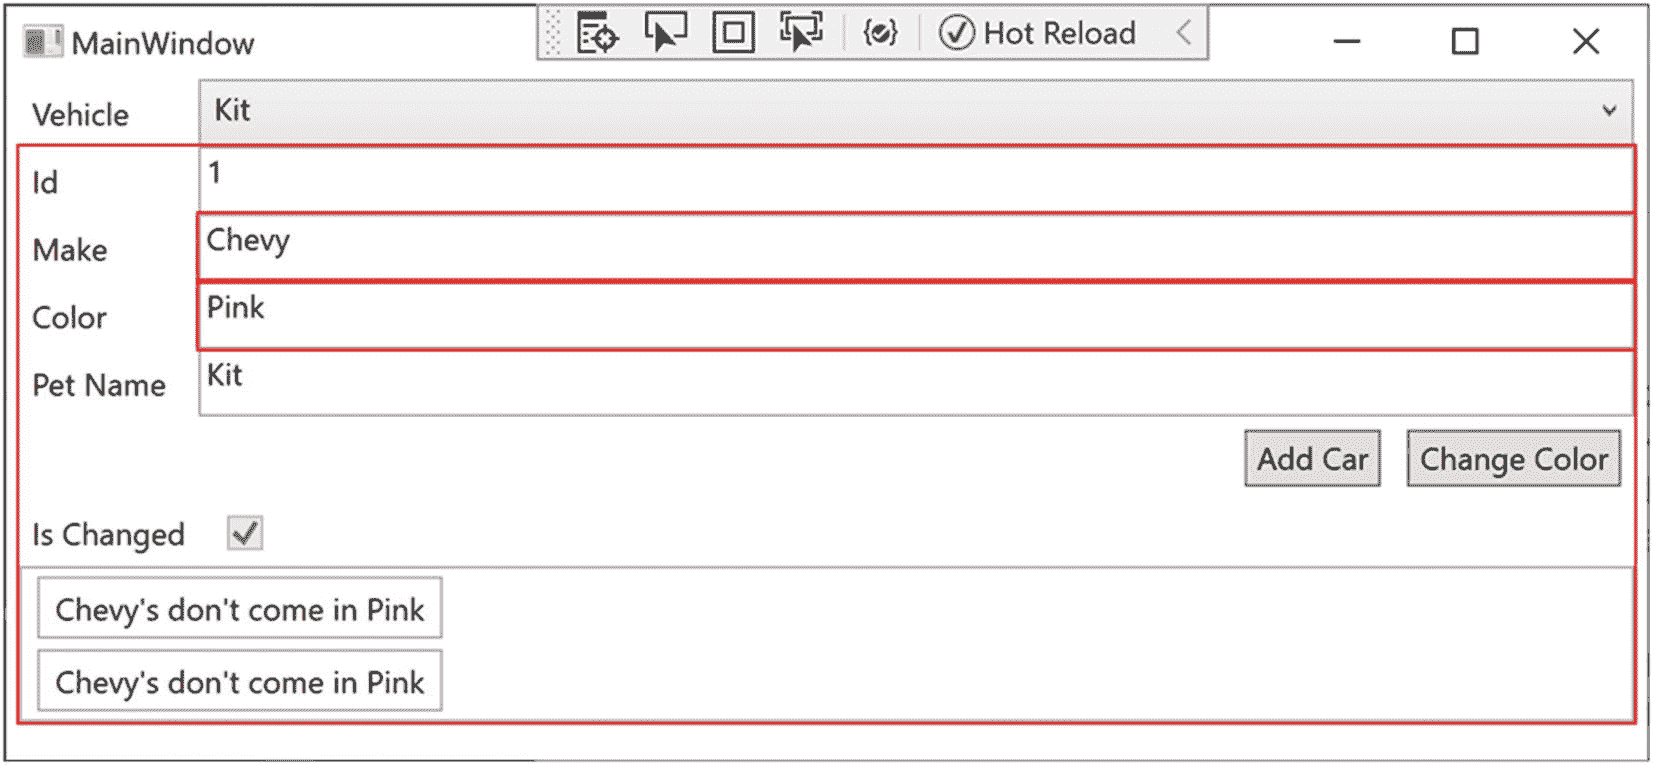 MainWindow
Hot Reload
Vehicle Kit
Id 1
Make Chevy
Color Pink
Pet Name Kit
Add Car Change Color
Is Changed
Chevy's don't come in Pink
Chevy's don't come in Pink